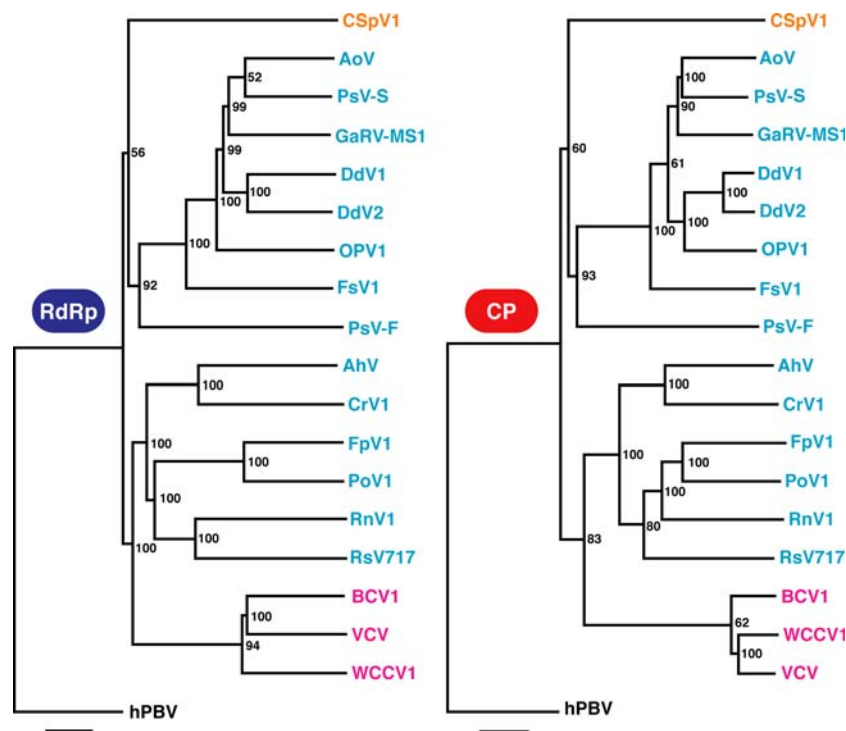 CSpV1
AoV
52
PsV-S
99
GaRV-MS1
99
56
DdV1
100
100
DdV2
100
OPV1
92
FsV1
RdRp
PsV-F
AhV
100
CrV1
100
FpV1
100
PoV1
100
RnV1
100
100
RsV717
BCV1
100
VCV
94
WCCV1
hPBV
CSpV1
AoV
100
PsV-S
90
GaRV-MS1
60
61
DdV1
100
DdV2
100
100
OPV1
93
FsV1
CP
PsV-F
AhV
100
CrV1
FpV1
100
100
PoV1
100
RnV1
80
83
RsV717
BCV1
62
WCCV1
100
VCV
hPBV